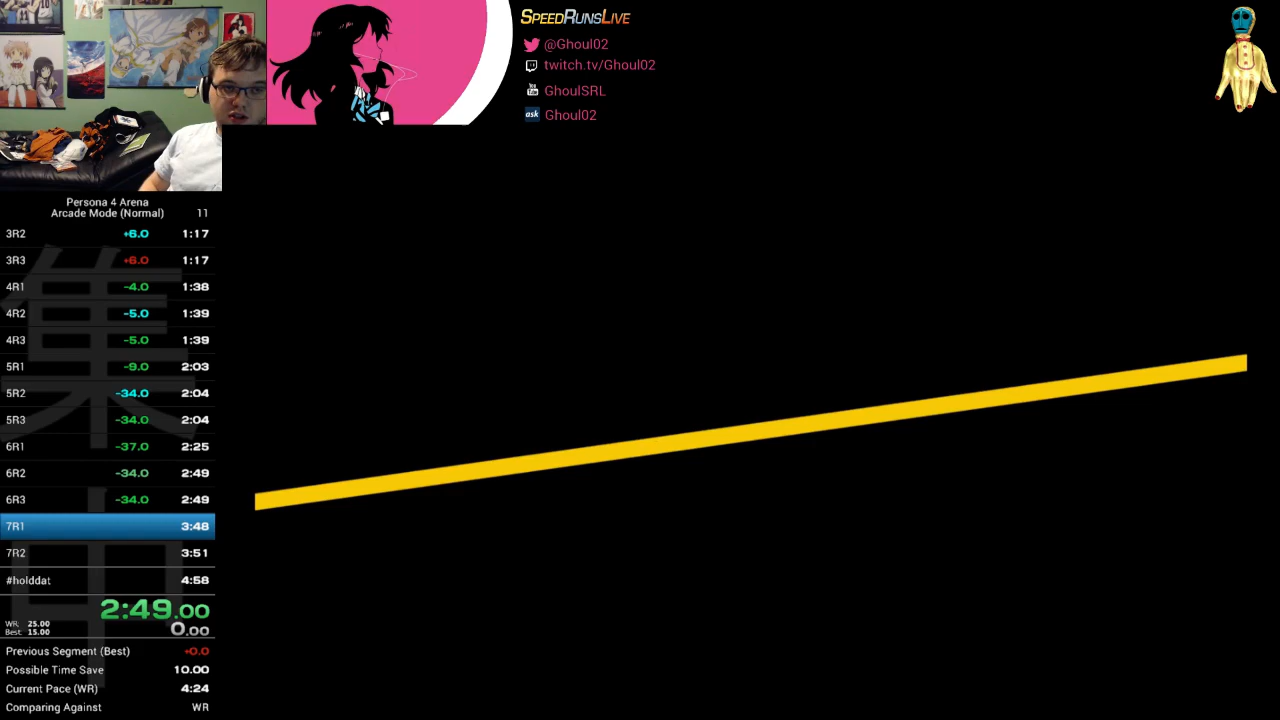 SPEEDRUNSLIVE
@Ghoul02
twitch.tv/Ghoul02
You Tube GhoulSRL
ask Ghoul02
Persona 4 Arena
Arcade Mode (Normal) 11
3R2 +6.0 1:17
3R3 +6.0 1:17
4R1 -4.0 1:38
4R2 -5.0 1:39
4R3 -5.0 1:39
5R1 -9.0 2:03
5R2 -34.0 2:04
5R3 -34.0 2:04
6R1 -37.0 2:25
6R2 -34.0 2:49
6R3 -34.0 2:49
7R1 3:48
7R2 3:51
#holddat 4:58
2:49.00
WR: 25.00
Best: 15.00
0.00
Previous Segment (Best) +0.0
Possible Time Save 10.00
Current Pace (WR) 4:24
Comparing Against WR
集
中